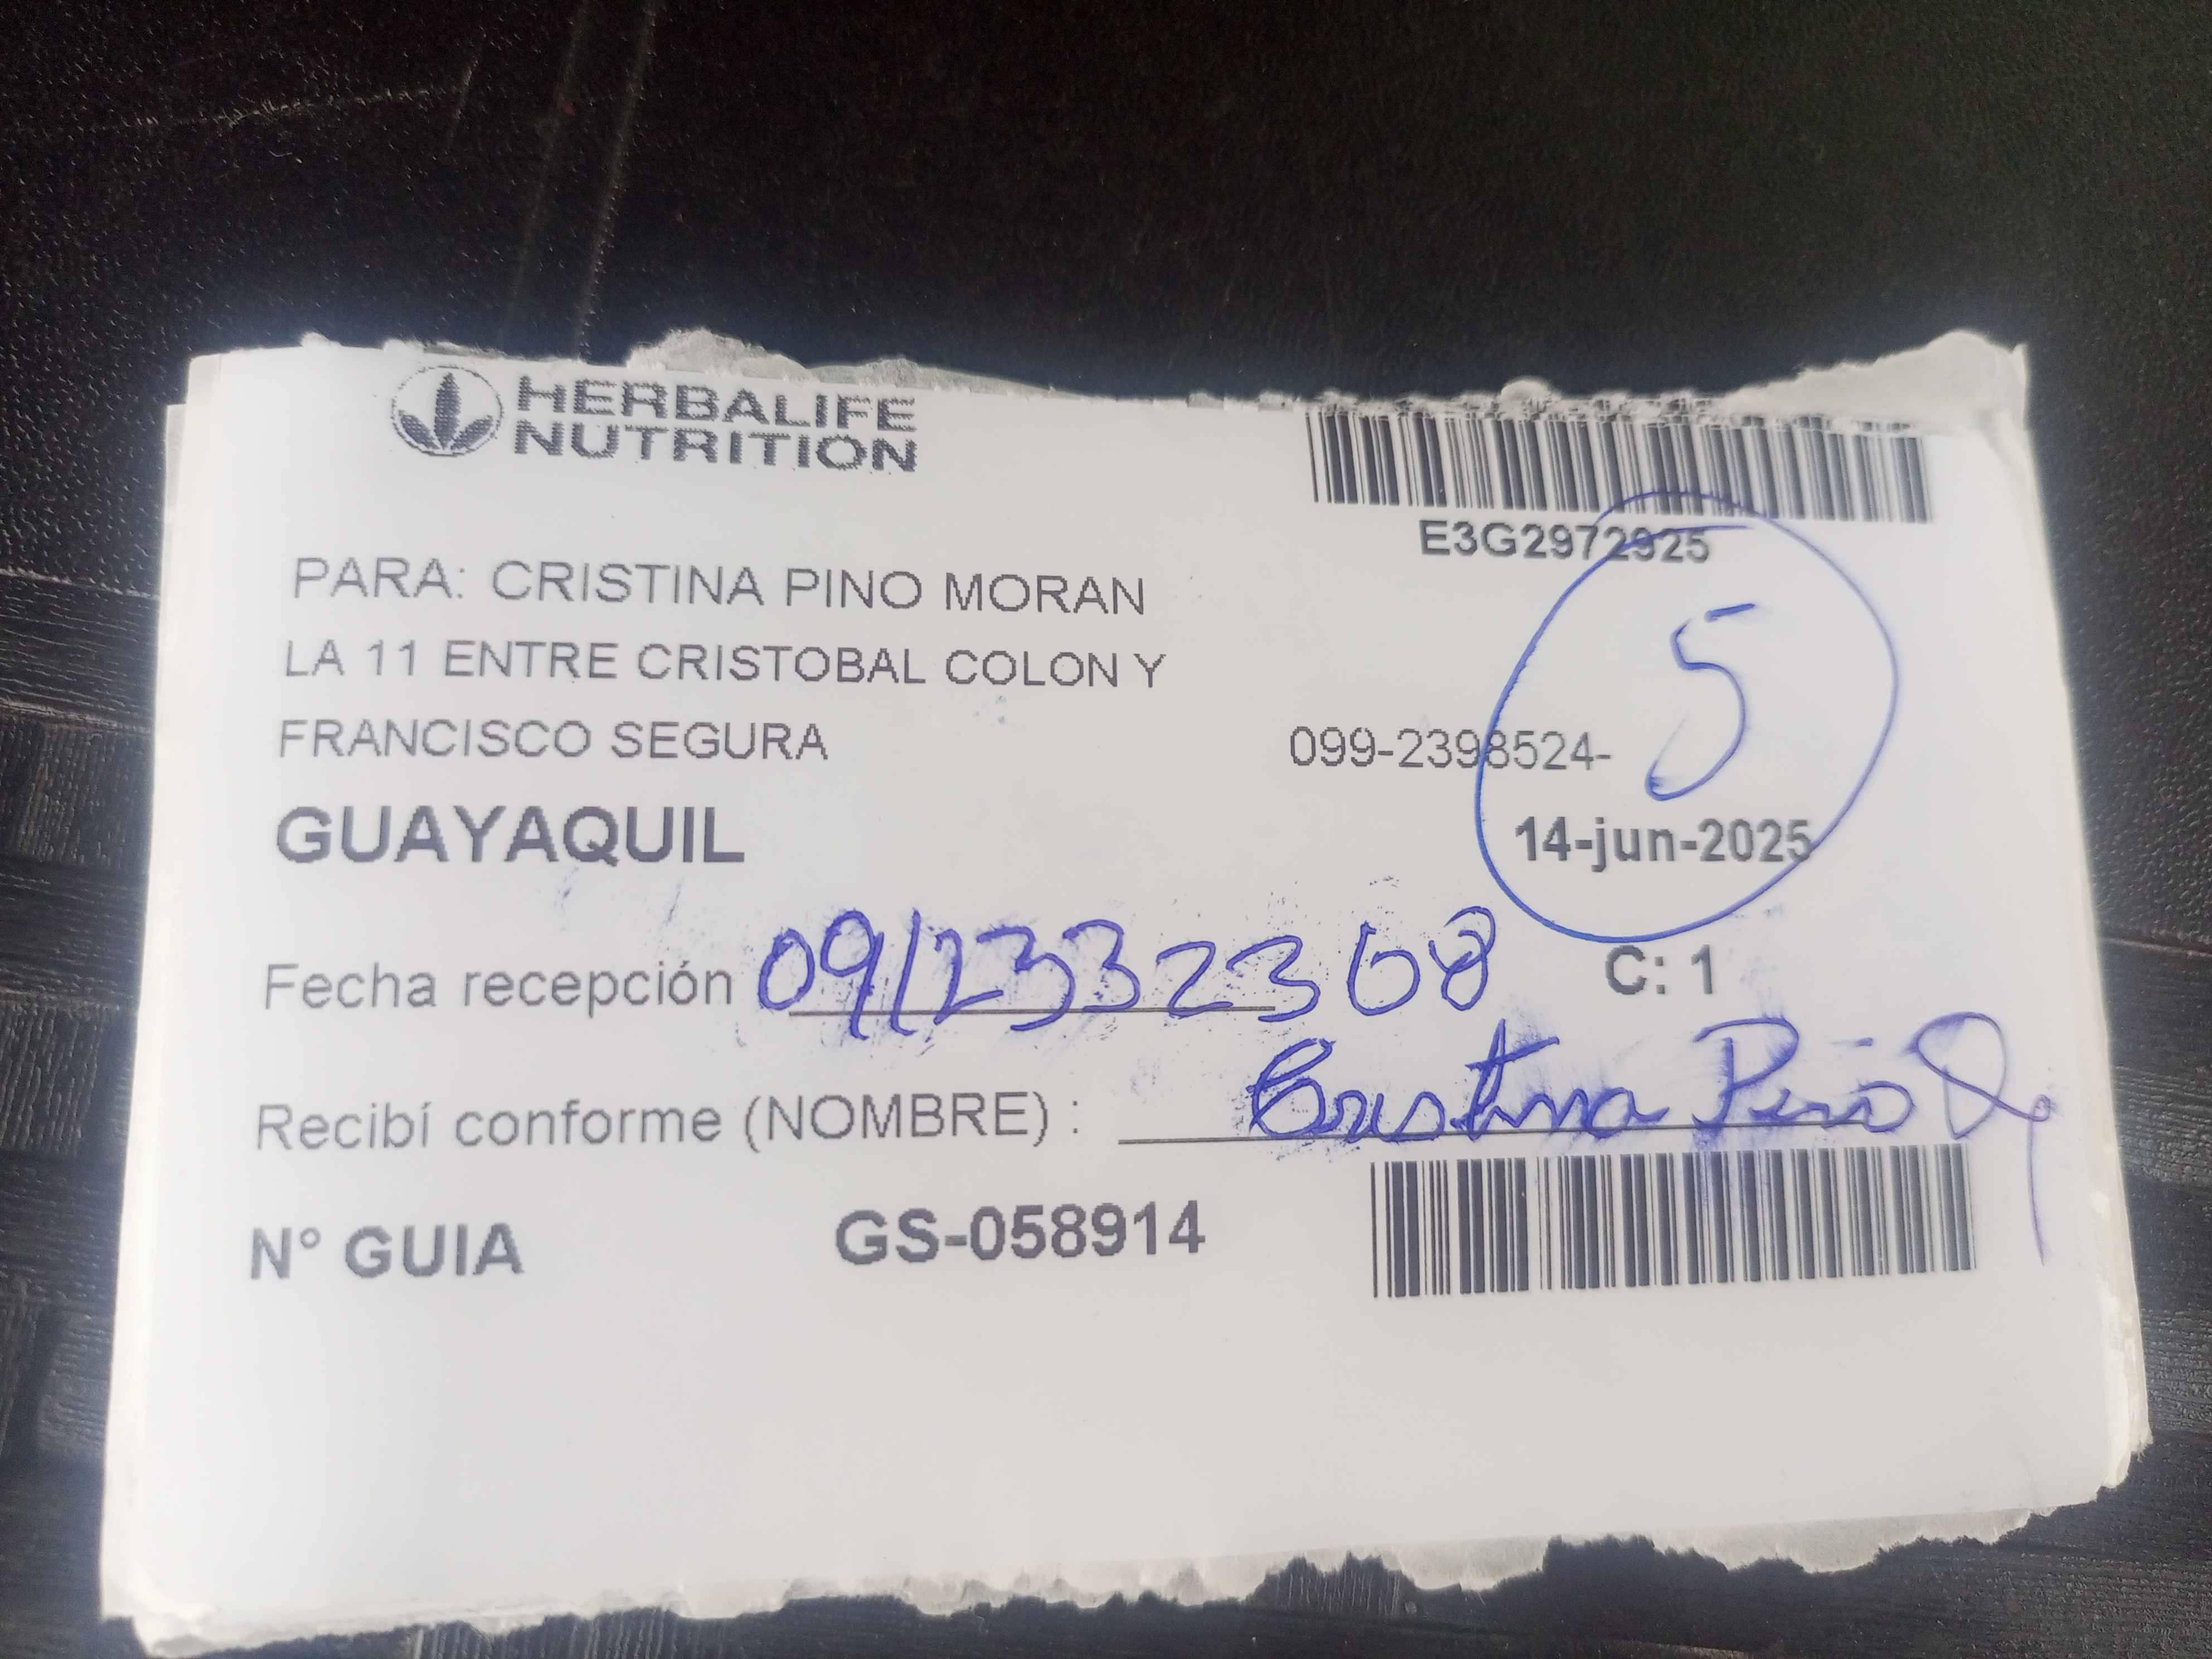 HERBALIFE
NUTRITION
E3G2972925
PARA: CRISTINA PINO MORAN
LA 11 ENTRE CRISTOBAL COLON Y
5
FRANCISCO SEGURA 099-2398524-
GUAYAQUIL 14-jun-2025
Fecha recepción 0912332368 C: 1
Recibí conforme (NOMBRE) : Cristina Pino
N° GUIA GS-058914